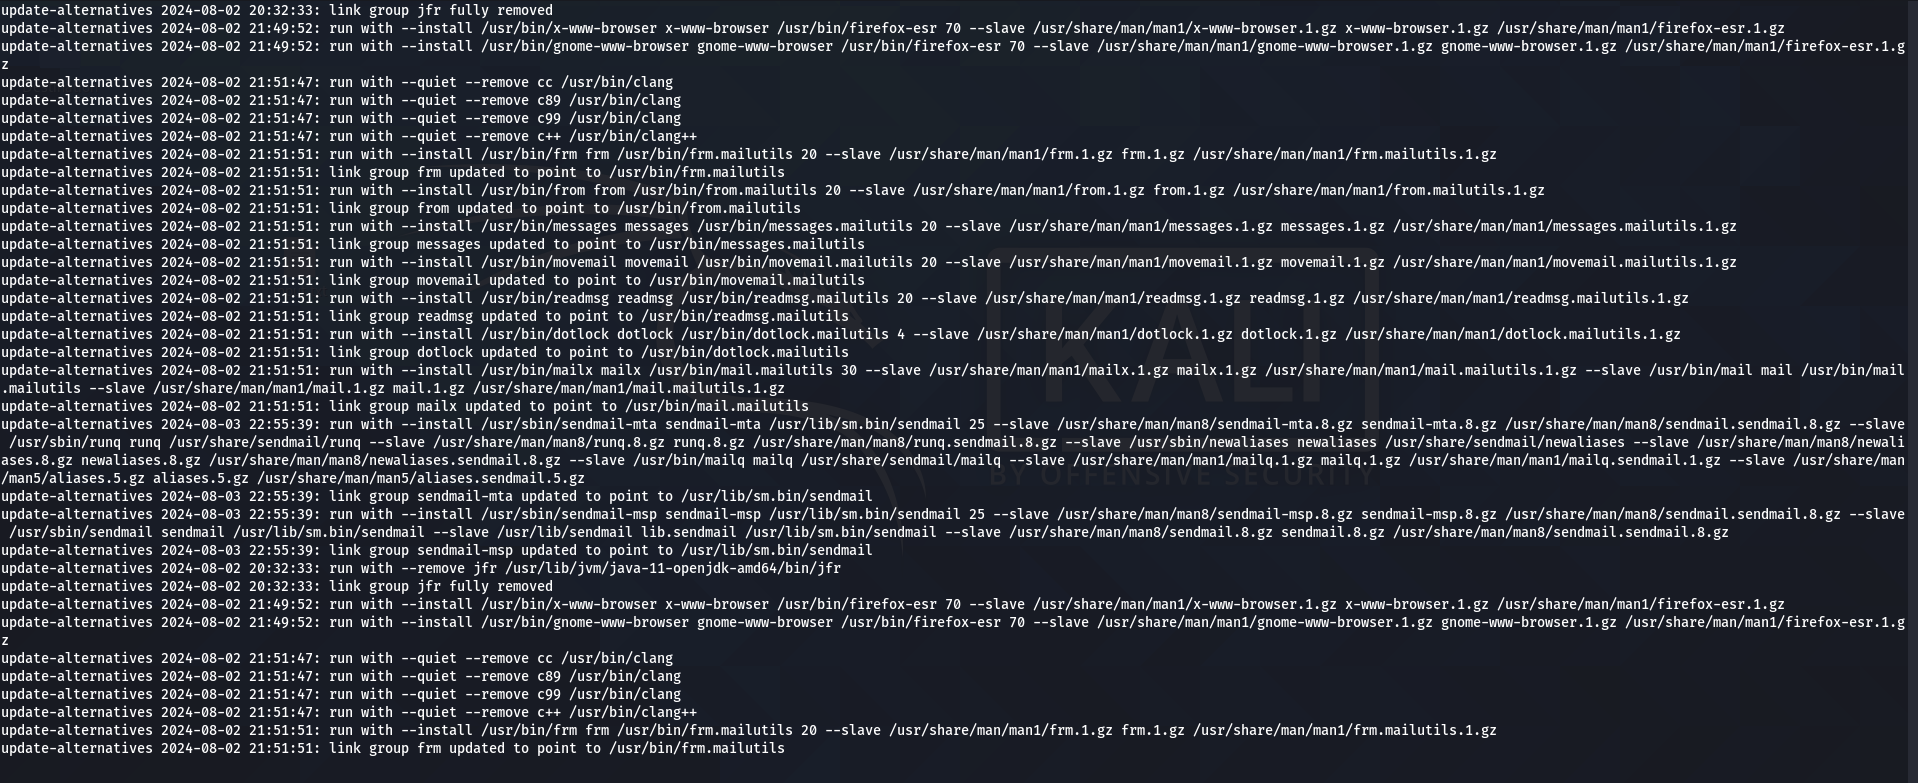 update-alternatives 2024-08-02 20:32:33: link group jfr fully removed
update-alternatives 2024-08-02 21:49:52: run with --install /usr/bin/x-www-browser x-www-browser /usr/bin/firefox-esr 70 --slave /usr/share/man/man1/x-www-browser.1.gz x-www-browser.1.gz /usr/share/man/man1/firefox-esr.1.gz
update-alternatives 2024-08-02 21:49:52: run with --install /usr/bin/gnome-www-browser gnome-www-browser /usr/bin/firefox-esr 70 --slave /usr/share/man/man1/gnome-www-browser.1.gz gnome-www-browser.1.gz /usr/share/man/man1/firefox-esr.1.g
z
update-alternatives 2024-08-02 21:51:47: run with --quiet --remove cc /usr/bin/clang
update-alternatives 2024-08-02 21:51:47: run with --quiet --remove c89 /usr/bin/clang
update-alternatives 2024-08-02 21:51:47: run with --quiet --remove c99 /usr/bin/clang
update-alternatives 2024-08-02 21:51:47: run with --quiet --remove c++ /usr/bin/clang++
update-alternatives 2024-08-02 21:51:51: run with --install /usr/bin/frm frm /usr/bin/frm.mailutils 20 --slave /usr/share/man/man1/frm.1.gz frm.1.gz /usr/share/man/man1/frm.mailutils.1.gz
update-alternatives 2024-08-02 21:51:51: link group frm updated to point to /usr/bin/frm.mailutils
update-alternatives 2024-08-02 21:51:51: run with --install /usr/bin/from from /usr/bin/from.mailutils 20 --slave /usr/share/man/man1/from.1.gz from.1.gz /usr/share/man/man1/from.mailutils.1.gz
update-alternatives 2024-08-02 21:51:51: link group from updated to point to /usr/bin/from.mailutils
update-alternatives 2024-08-02 21:51:51: run with --install /usr/bin/messages messages /usr/bin/messages.mailutils 20 --slave /usr/share/man/man1/messages.1.gz messages.1.gz /usr/share/man/man1/messages.mailutils.1.gz
update-alternatives 2024-08-02 21:51:51: link group messages updated to point to /usr/bin/messages.mailutils
update-alternatives 2024-08-02 21:51:51: run with --install /usr/bin/movemail movemail /usr/bin/movemail.mailutils 20 --slave /usr/share/man/man1/movemail.1.gz movemail.1.gz /usr/share/man/man1/movemail.mailutils.1.gz
update-alternatives 2024-08-02 21:51:51: link group movemail updated to point to /usr/bin/movemail.mailutils
update-alternatives 2024-08-02 21:51:51: run with --install /usr/bin/readmsg readmsg /usr/bin/readmsg.mailutils 20 --slave /usr/share/man/man1/readmsg.1.gz readmsg.1.gz /usr/share/man/man1/readmsg.mailutils.1.gz
update-alternatives 2024-08-02 21:51:51: link group readmsg updated to point to /usr/bin/readmsg.mailutils
update-alternatives 2024-08-02 21:51:51: run with --install /usr/bin/dotlock dotlock /usr/bin/dotlock.mailutils 4 --slave /usr/share/man/man1/dotlock.1.gz dotlock.1.gz /usr/share/man/man1/dotlock.mailutils.1.gz
update-alternatives 2024-08-02 21:51:51: link group dotlock updated to point to /usr/bin/dotlock.mailutils
update-alternatives 2024-08-02 21:51:51: run with --install /usr/bin/mailx mailx /usr/bin/mail.mailutils 30 --slave /usr/share/man/man1/mailx.1.gz mailx.1.gz /usr/share/man/man1/mail.mailutils.1.gz --slave /usr/bin/mail mail /usr/bin/mail
.mailutils --slave /usr/share/man/man1/mail.1.gz mail.1.gz /usr/share/man/man1/mail.mailutils.1.gz
update-alternatives 2024-08-02 21:51:51: link group mailx updated to point to /usr/bin/mail.mailutils
update-alternatives 2024-08-03 22:55:39: run with --install /usr/sbin/sendmail-mta sendmail-mta /usr/lib/sm.bin/sendmail 25 --slave /usr/share/man/man8/sendmail-mta.8.gz sendmail-mta.8.gz /usr/share/man/man8/sendmail.sendmail.8.gz --slave
/usr/sbin/runq runq /usr/share/sendmail/runq --slave /usr/share/man/man8/runq.8.gz runq.8.gz /usr/share/man/man8/runq.sendmail.8.gz --slave /usr/sbin/newaliases newaliases /usr/share/sendmail/newaliases --slave /usr/share/man/man8/newali
ases.8.gz newaliases.8.gz /usr/share/man/man8/newaliases.sendmail.8.gz --slave /usr/bin/mailq mailq /usr/share/sendmail/mailq --slave /usr/share/man/man1/mailq.1.gz mailq.1.gz /usr/share/man/man1/mailq.sendmail.1.gz --slave /usr/share/man
/man5/aliases.5.gz aliases.5.gz /usr/share/man/man5/aliases.sendmail.5.gz
update-alternatives 2024-08-03 22:55:39: link group sendmail-mta updated to point to /usr/lib/sm.bin/sendmail
update-alternatives 2024-08-03 22:55:39: run with --install /usr/sbin/sendmail-msp sendmail-msp /usr/lib/sm.bin/sendmail 25 --slave /usr/share/man/man8/sendmail-msp.8.gz sendmail-msp.8.gz /usr/share/man/man8/sendmail.sendmail.8.gz --slave
/usr/sbin/sendmail sendmail /usr/lib/sm.bin/sendmail --slave /usr/lib/sendmail lib.sendmail /usr/lib/sm.bin/sendmail --slave /usr/share/man/man8/sendmail.8.gz sendmail.8.gz /usr/share/man/man8/sendmail.sendmail.8.gz
update-alternatives 2024-08-03 22:55:39: link group sendmail-msp updated to point to /usr/lib/sm.bin/sendmail
update-alternatives 2024-08-02 20:32:33: run with --remove jfr /usr/lib/jvm/java-11-openjdk-amd64/bin/jfr
update-alternatives 2024-08-02 20:32:33: link group jfr fully removed
update-alternatives 2024-08-02 21:49:52: run with --install /usr/bin/x-www-browser x-www-browser /usr/bin/firefox-esr 70 --slave /usr/share/man/man1/x-www-browser.1.gz x-www-browser.1.gz /usr/share/man/man1/firefox-esr.1.gz
update-alternatives 2024-08-02 21:49:52: run with --install /usr/bin/gnome-www-browser gnome-www-browser /usr/bin/firefox-esr 70 --slave /usr/share/man/man1/gnome-www-browser.1.gz gnome-www-browser.1.gz /usr/share/man/man1/firefox-esr.1.g
z
update-alternatives 2024-08-02 21:51:47: run with --quiet --remove cc /usr/bin/clang
update-alternatives 2024-08-02 21:51:47: run with --quiet --remove c89 /usr/bin/clang
update-alternatives 2024-08-02 21:51:47: run with --quiet --remove c99 /usr/bin/clang
update-alternatives 2024-08-02 21:51:47: run with --quiet --remove c++ /usr/bin/clang++
update-alternatives 2024-08-02 21:51:51: run with --install /usr/bin/frm frm /usr/bin/frm.mailutils 20 --slave /usr/share/man/man1/frm.1.gz frm.1.gz /usr/share/man/man1/frm.mailutils.1.gz
update-alternatives 2024-08-02 21:51:51: link group frm updated to point to /usr/bin/frm.mailutils
KALI
BY OFFENSIVE SECURITY